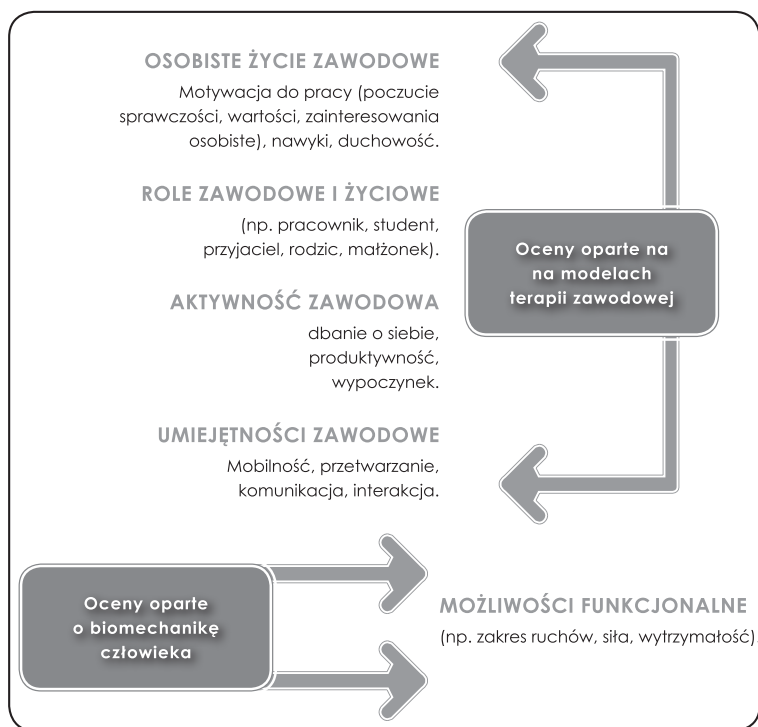 OSOBISTE ŻYCIE ZAWODOWE
Motywacja do pracy (poczucie
sprawczości, wartości, zainteresowania
osobiste), nawyki, duchowość.
ROLE ZAWODOWE I ŻYCIOWE
(np. pracownik, student,
przyjaciel, rodzic, małżonek).
Oceny oparte na
na modelach
terapii zawodowej
AKTYWNOŚĆ ZAWODOWA
dbanie o siebie,
produktywność,
wypoczynek.
UMIEJĘTNOŚCI ZAWODOWE
Mobilność, przetwarzanie,
komunikacja, interakcja.
Oceny oparte
o biomechanikę
człowieka
MOŻLIWOŚCI FUNKCJONALNE
(np. zakres ruchów, siła, wytrzymałość).